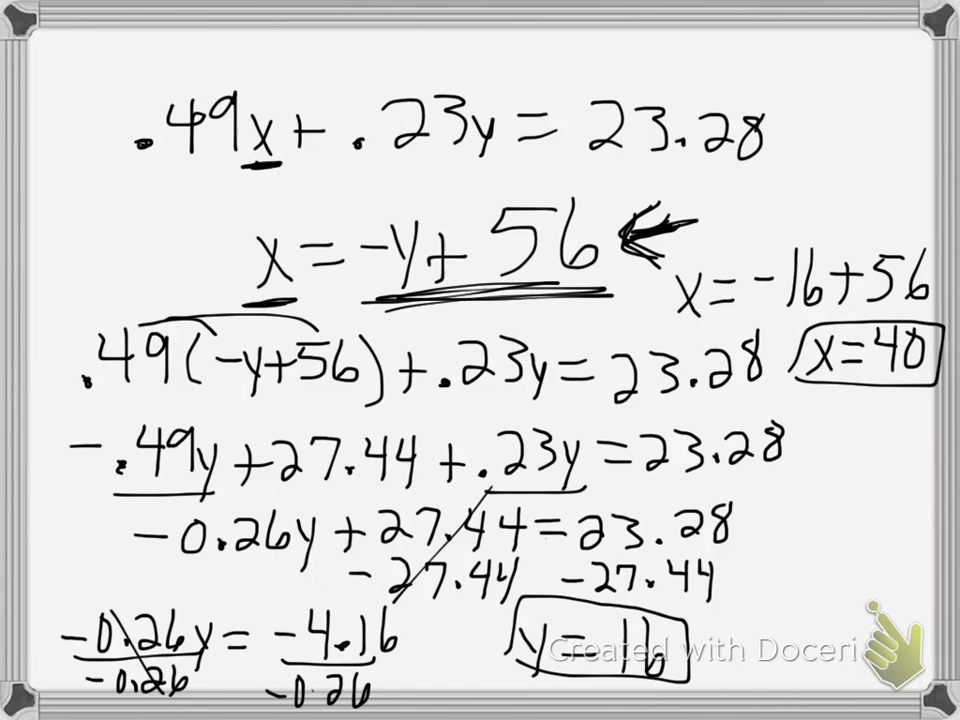 .49x + .23y = 23.28
x = -y + 56
x = -16 + 56
x = 40
.49(-y+56) + .23y = 23.28
- .49y + 27.44 + .23y = 23.28
-0.26y + 27.44 = 23.28
-27.44 -27.44
-0.26y = -4.16
-0.26 -0.26
y = 16
Created with Doceri